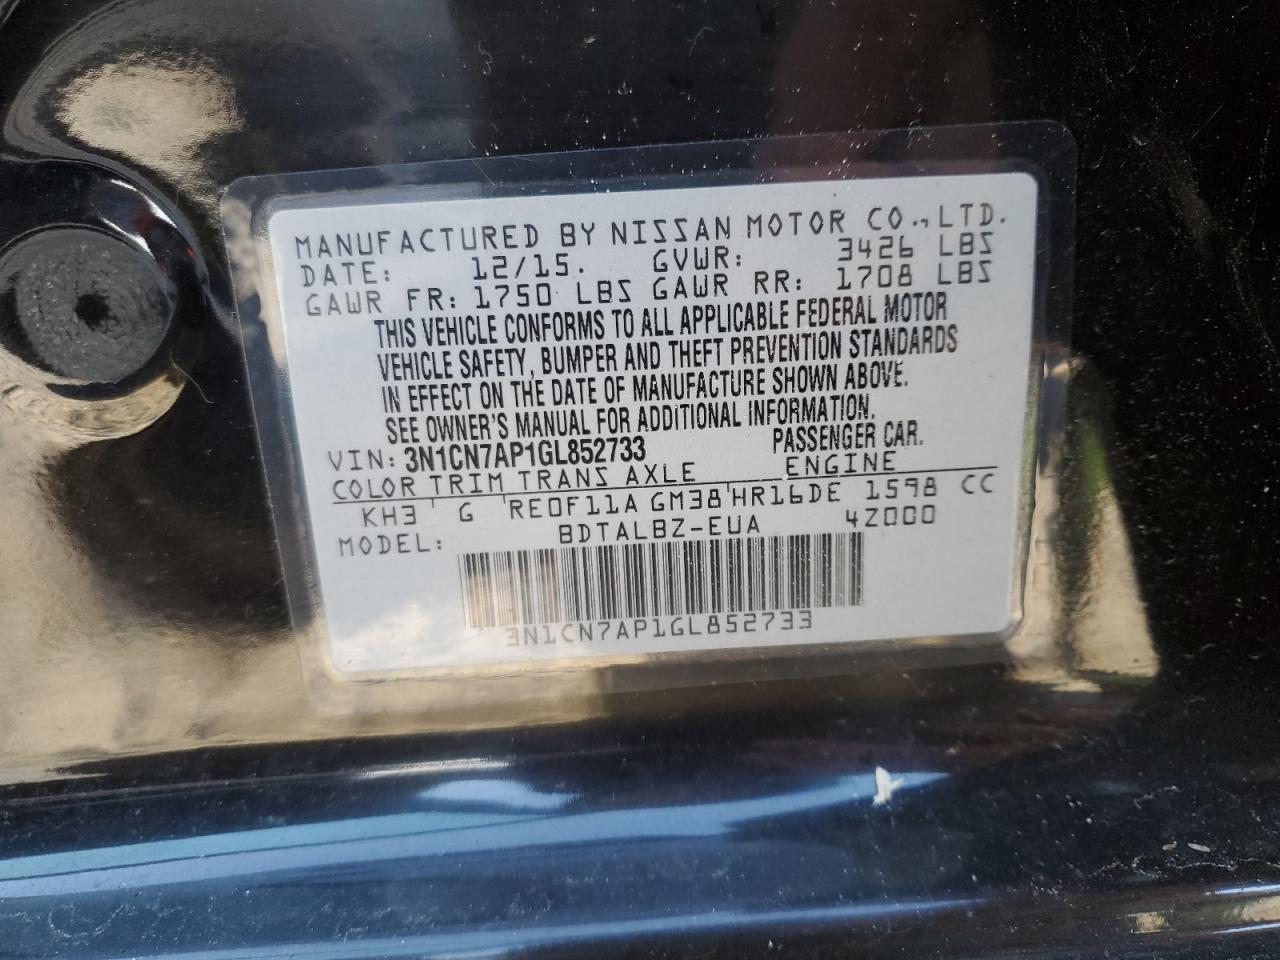 MANUFACTURED BY NISSAN MOTOR CO., LTD.
DATE: 12/15. GVWR: 3426 LBS
GAWR FR: 1750 LBS GAWR RR: 1708 LBS
THIS VEHICLE CONFORMS TO ALL APPLICABLE FEDERAL MOTOR
VEHICLE SAFETY, BUMPER AND THEFT PREVENTION STANDARDS
IN EFFECT ON THE DATE OF MANUFACTURE SHOWN ABOVE.
SEE OWNER'S MANUAL FOR ADDITIONAL INFORMATION.
VIN: 3N1CN7AP1GL852733 PASSENGER CAR.
COLOR TRIM TRANS AXLE ENGINE
KH3 G RE0F11A GM38 HR16DE 1598 CC
MODEL: BDTALBZ-EUA 4Z000
3N1CN7AP1GL852733